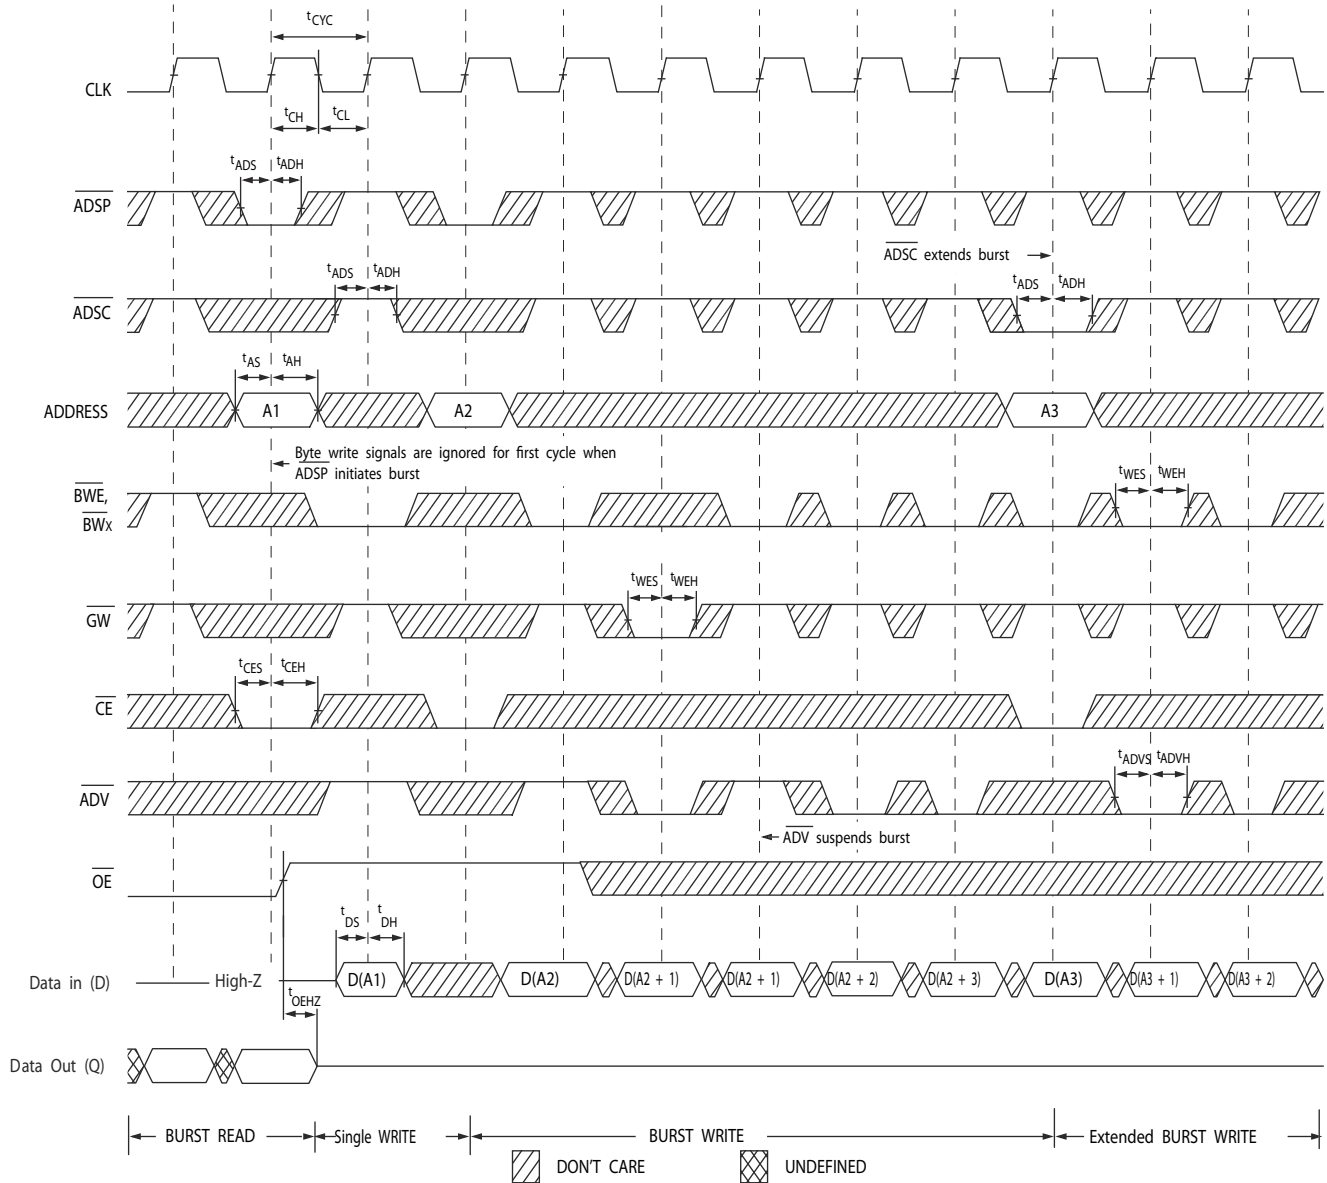 tCYC
CLK
tCH tCL
tADS tADH
ADSP
ADSC extends burst
tADS tADH
tADS tADH
ADSC
tAS tAH
ADDRESS A1 A2 A3
Byte write signals are ignored for first cycle when
ADSP initiates burst
tWES tWEH
BWE,
BWx
tWES tWEH
GW
tCES tCEH
CE
tADVS tADVH
ADV
ADV suspends burst
OE
tDS tDH
Data in (D) High-Z D(A1) D(A2) D(A2 + 1) D(A2 + 1) D(A2 + 2) D(A2 + 3) D(A3) D(A3 + 1) D(A3 + 2)
tOEHZ
Data Out (Q)
BURST READ Single WRITE BURST WRITE Extended BURST WRITE
DON'T CARE UNDEFINED